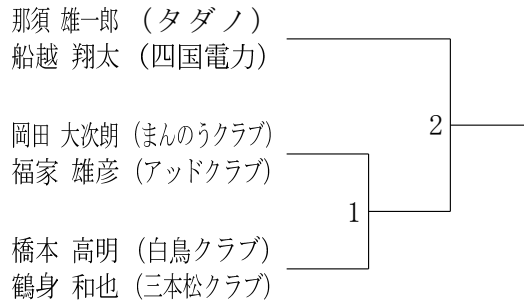 那須 雄一郎 (タダノ)
船越 翔太 (四国電力)
2
岡田 大次朗 (まんのうクラブ)
福家 雄彦 (アッドクラブ)
1
橋本 高明 (白鳥クラブ)
鶴身 和也 (三本松クラブ)